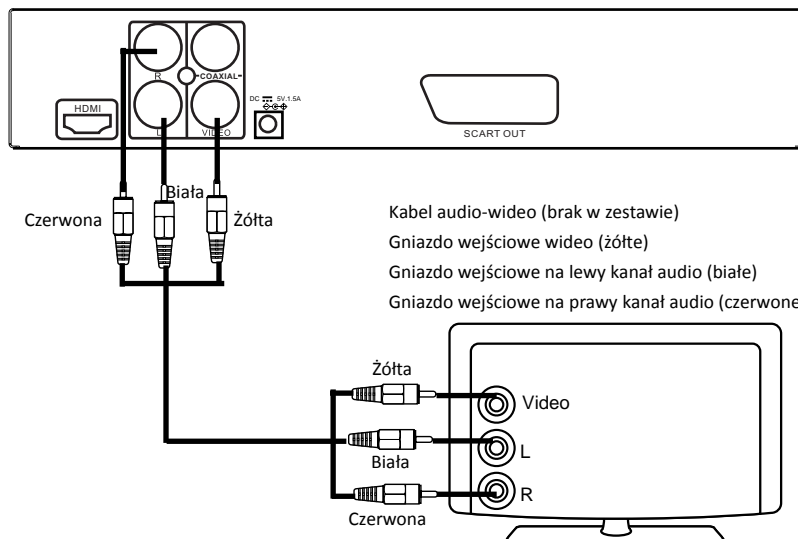 R
COAXIAL
HDMI
L
VIDEO
DC 5V.1.5A
SCART OUT
Czerwona
Biała
Żółta
Kabel audio-wideo (brak w zestawie)
Gniazdo wejściowe wideo (żółte)
Gniazdo wejściowe na lewy kanał audio (białe)
Gniazdo wejściowe na prawy kanał audio (czerwone
Żółta
Video
Biała
L
R
Czerwona